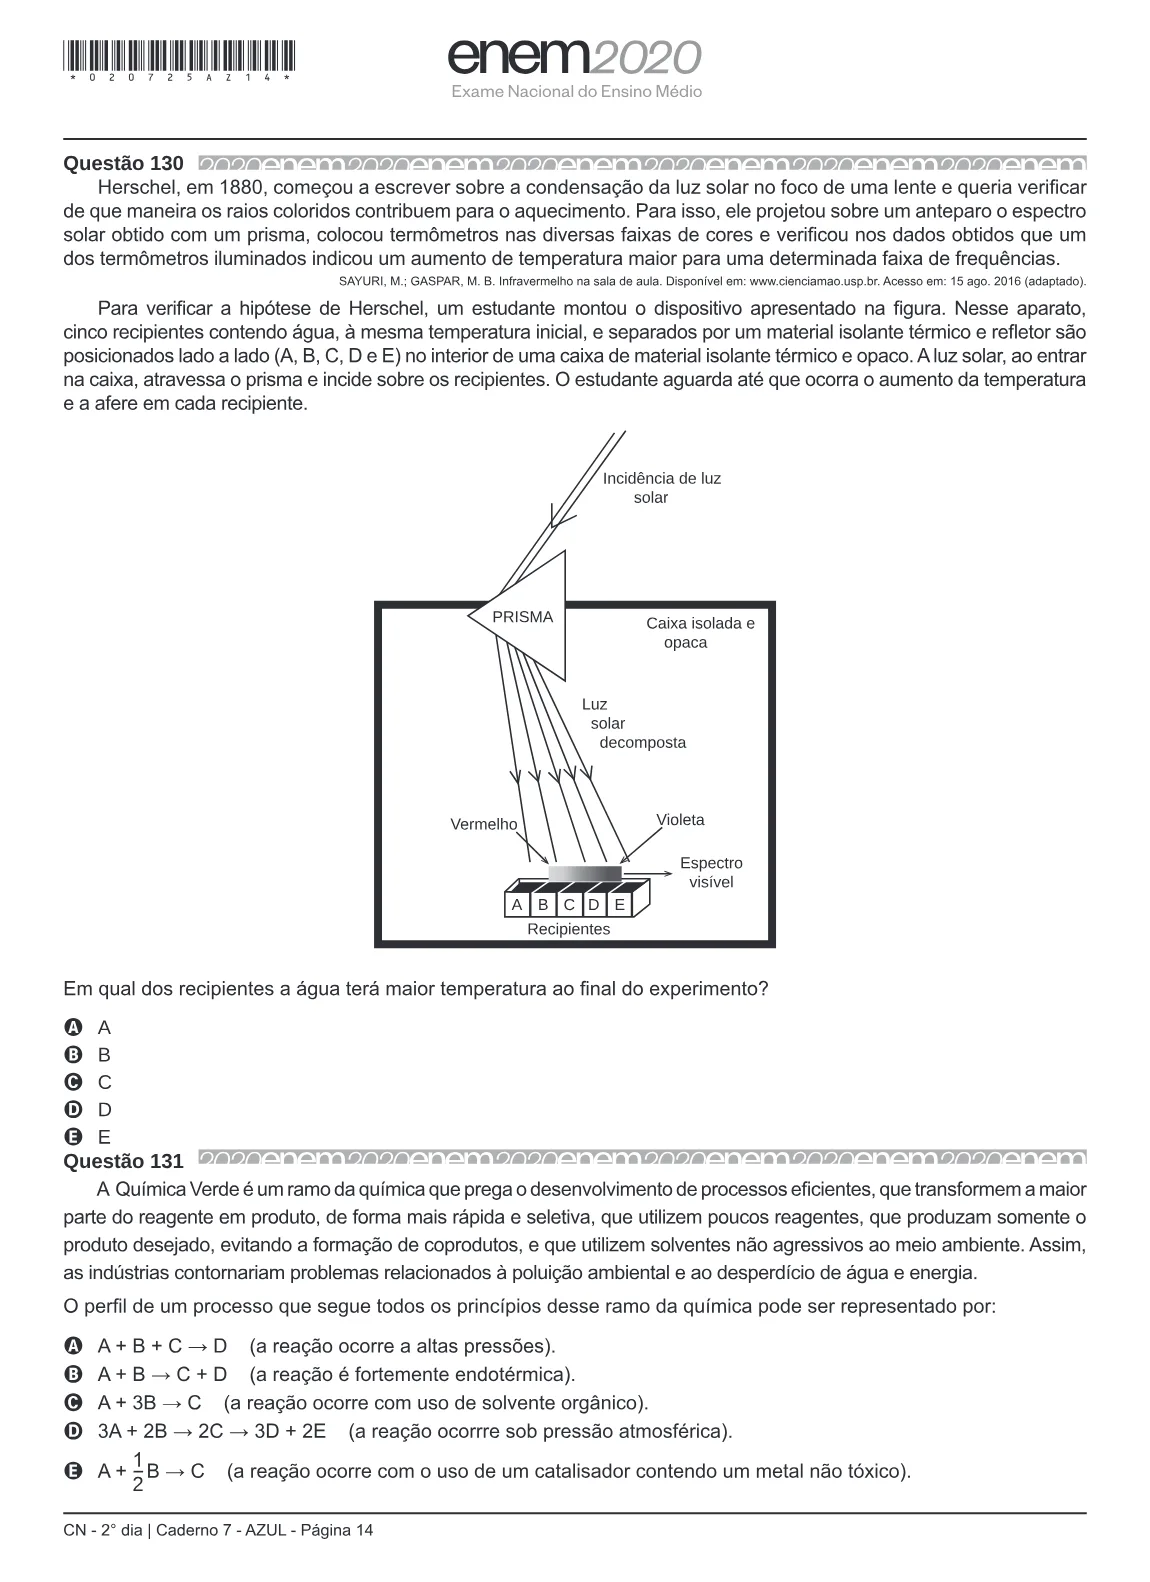 *020725AZ14*
enem2020
Exame Nacional do Ensino Médio
Questão 130 2020enem2020enem2020enem2020enem2020enem2020enem
Herschel, em 1880, começou a escrever sobre a condensação da luz solar no foco de uma lente e queria verificar
de que maneira os raios coloridos contribuem para o aquecimento. Para isso, ele projetou sobre um anteparo o espectro
solar obtido com um prisma, colocou termômetros nas diversas faixas de cores e verificou nos dados obtidos que um
dos termômetros iluminados indicou um aumento de temperatura maior para uma determinada faixa de frequências.
SAYURI, M.; GASPAR, M. B. Infravermelho na sala de aula. Disponível em: www.cienciamao.usp.br. Acesso em: 15 ago. 2016 (adaptado).
Para verificar a hipótese de Herschel, um estudante montou o dispositivo apresentado na figura. Nesse aparato,
cinco recipientes contendo água, à mesma temperatura inicial, e separados por um material isolante térmico e refletor são
posicionados lado a lado (A, B, C, D e E) no interior de uma caixa de material isolante térmico e opaco. A luz solar, ao entrar
na caixa, atravessa o prisma e incide sobre os recipientes. O estudante aguarda até que ocorra o aumento da temperatura
e a afere em cada recipiente.
Incidência de luz
solar
PRISMA
Caixa isolada e
opaca
Luz
solar
decomposta
Vermelho
Violeta
Espectro
visível
A B C D E
Recipientes
Em qual dos recipientes a água terá maior temperatura ao final do experimento?
A A
B B
C C
D D
E E
Questão 131 2020enem2020enem2020enem2020enem2020enem2020enem
A Química Verde é um ramo da química que prega o desenvolvimento de processos eficientes, que transformem a maior
parte do reagente em produto, de forma mais rápida e seletiva, que utilizem poucos reagentes, que produzam somente o
produto desejado, evitando a formação de coprodutos, e que utilizem solventes não agressivos ao meio ambiente. Assim,
as indústrias contornariam problemas relacionados à poluição ambiental e ao desperdício de água e energia.
O perfil de um processo que segue todos os princípios desse ramo da química pode ser representado por:
A A + B + C → D (a reação ocorre a altas pressões).
B A + B → C + D (a reação é fortemente endotérmica).
C A + 3B → C (a reação ocorre com uso de solvente orgânico).
D 3A + 2B → 2C → 3D + 2E (a reação ocorrre sob pressão atmosférica).
E A + 1/2 B → C (a reação ocorre com o uso de um catalisador contendo um metal não tóxico).
CN - 2° dia | Caderno 7 - AZUL - Página 14